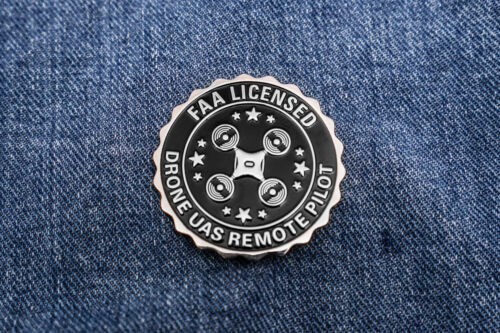 FAA LICENSED
DRONE UAS REMOTE PILOT